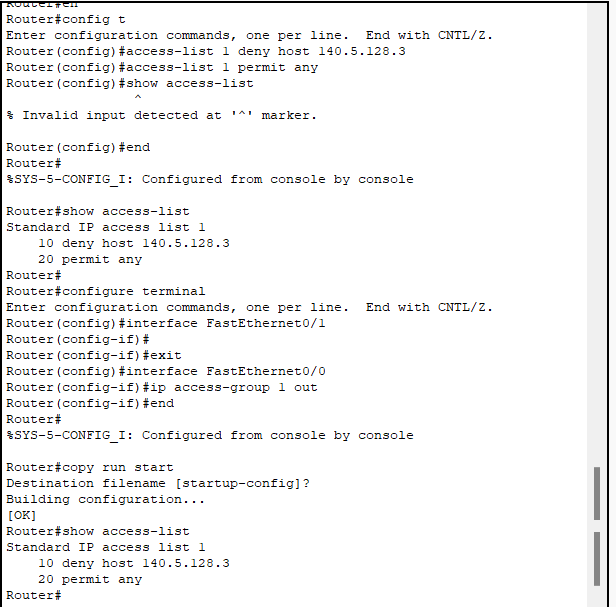 Router#en
Router#config t
Enter configuration commands, one per line.  End with CNTL/Z.
Router(config)#access-list 1 deny host 140.5.128.3
Router(config)#access-list 1 permit any
Router(config)#show access-list
                ^
% Invalid input detected at '^' marker.

Router(config)#end
Router#
%SYS-5-CONFIG_I: Configured from console by console

Router#show access-list
Standard IP access list 1
    10 deny host 140.5.128.3
    20 permit any
Router#
Router#configure terminal
Enter configuration commands, one per line.  End with CNTL/Z.
Router(config)#interface FastEthernet0/1
Router(config-if)#
Router(config-if)#exit
Router(config)#interface FastEthernet0/0
Router(config-if)#ip access-group 1 out
Router(config-if)#end
Router#
%SYS-5-CONFIG_I: Configured from console by console

Router#copy run start
Destination filename [startup-config]?
Building configuration...
[OK]
Router#show access-list
Standard IP access list 1
    10 deny host 140.5.128.3
    20 permit any
Router#